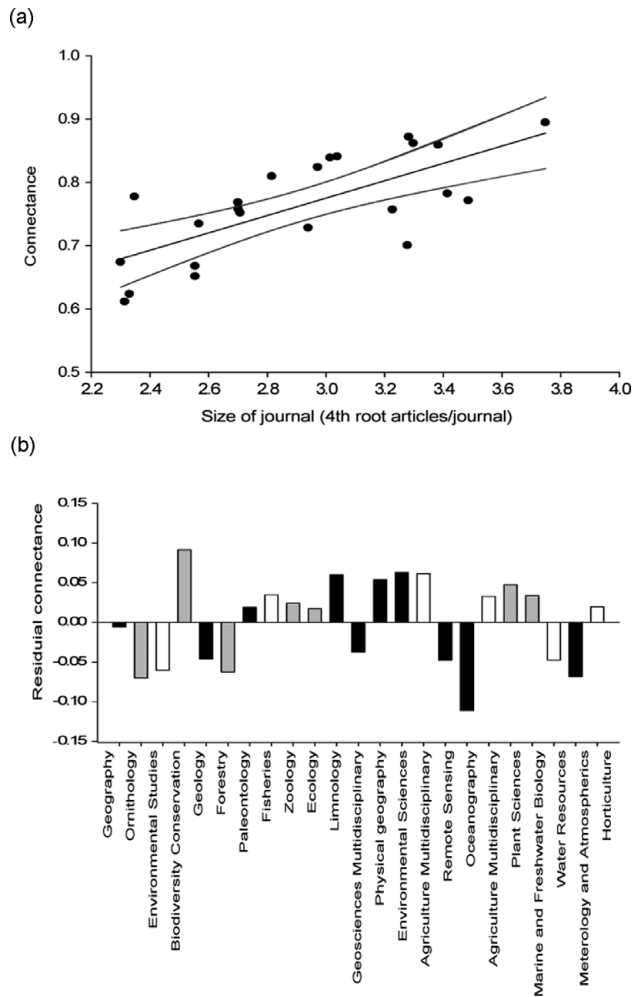 (a)
1.0
0.9
0.8
0.7
0.6
0.5
Connectance
2.2 2.4 2.6 2.8 3.0 3.2 3.4 3.6 3.8 4.0
Size of journal (4th root articles/journal)
(b)
0.15
0.10
0.05
0.00
-0.05
-0.10
-0.15
Residuial connectance
Geography
Ornithology
Environmental Studies
Biodiversity Conservation
Geology
Forestry
Paleontology
Fisheries
Zoology
Ecology
Limnology
Geosciences Multidisciplinary
Physical geography
Environmental Sciences
Agriculture Multidisciplinary
Remote Sensing
Oceanography
Agriculture Multidisciplinary
Plant Sciences
Marine and Freshwater Biology
Water Resources
Meterology and Atmospherics
Horticulture